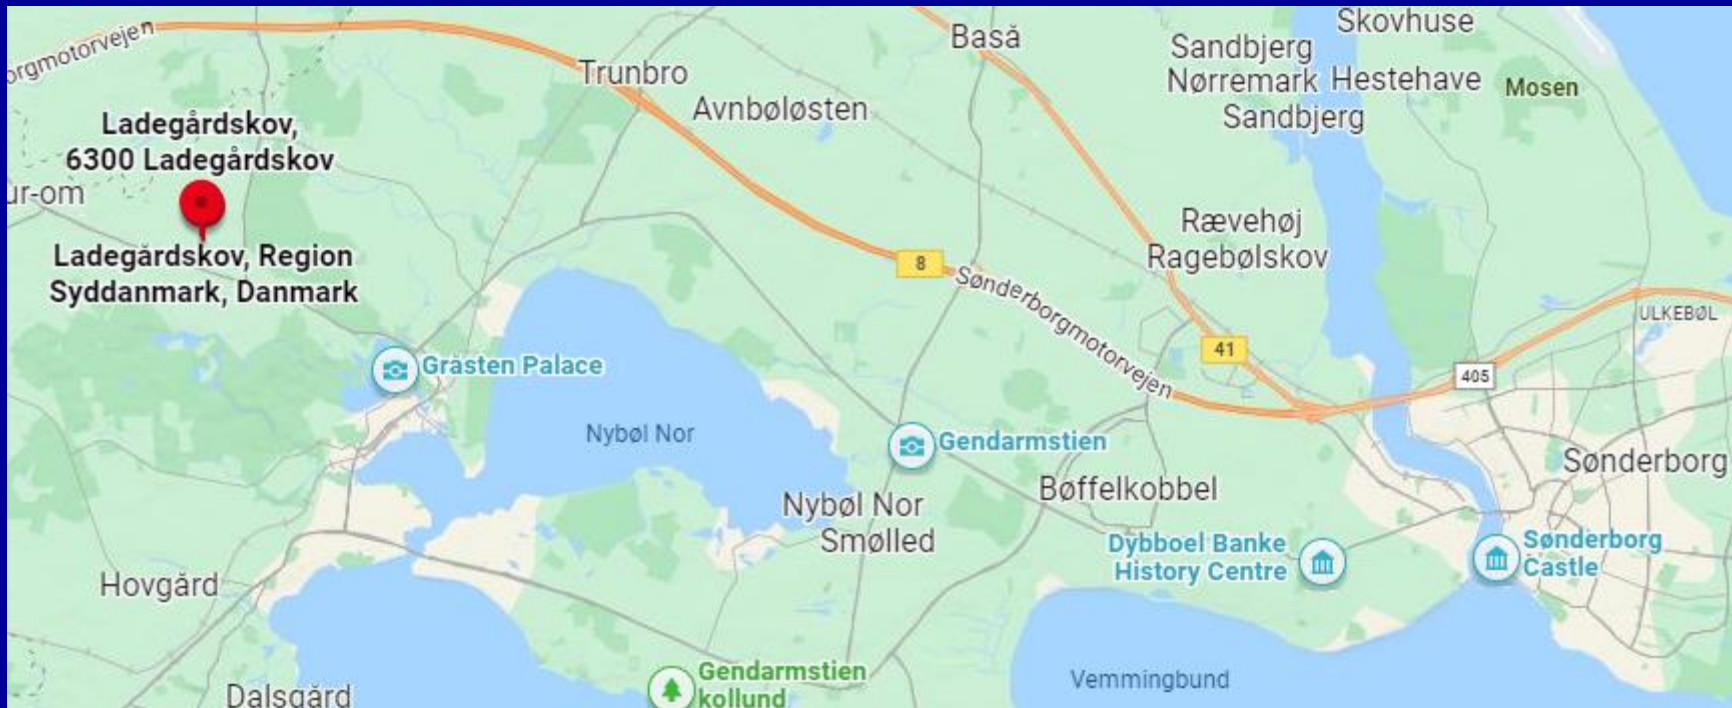 Skovhuse
orgmotorvejen
Baså
Sandbjerg
Nørremark
Hestehave
Mosen
Sandbjerg
Trunbro
Avnbøløsten
Ladegårdskov,
6300 Ladegårdskov
ur-om
Ladegårdskov, Region
Syddanmark, Danmark
Rævehøj
Ragebølskov
8
Sønderborgmotorvejen
ULKEBØL
41
405
Gråsten Palace
Nybøl Nor
Gendarmstien
Sønderborg
Bøffelkobbel
Nybøl Nor
Smølled
Dybboel Banke
History Centre
Sønderborg
Castle
Hovgård
Gendarmstien
kollund
Vemmingbund
Dalsgård